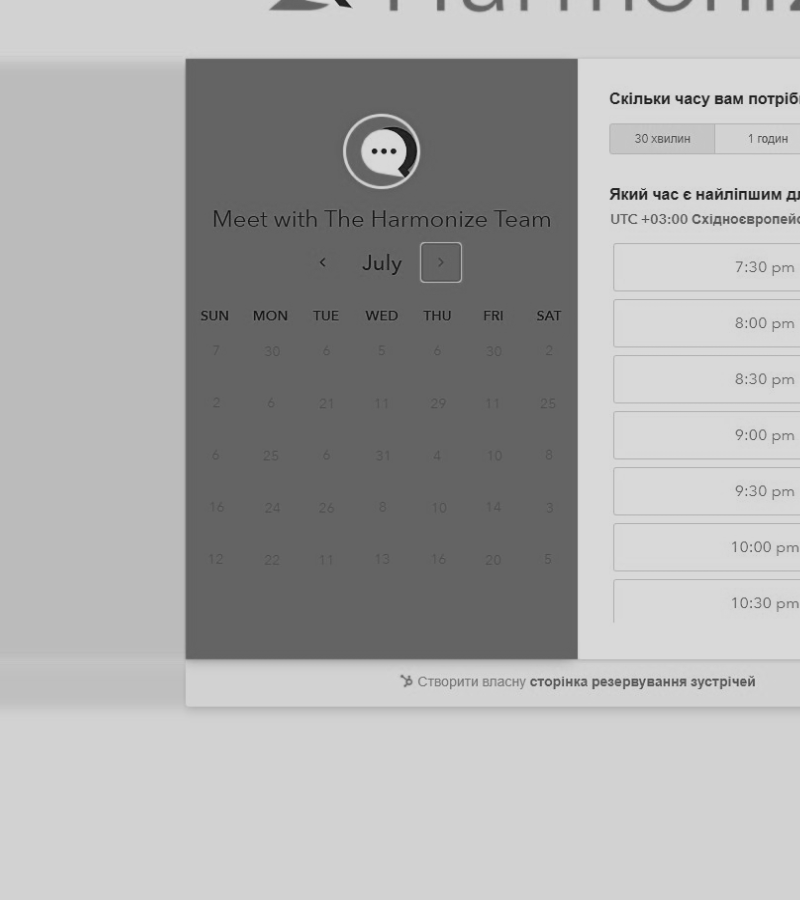 Harmoniz
Meet with The Harmonize Team
July
SUN MON TUE WED THU FRI SAT
7 30 6 5 6 30 2
2 6 21 11 29 11 25
6 25 6 31 4 10 8
16 24 26 8 10 14 3
12 22 11 13 16 20 5
Скільки часу вам потріб
30 хвилин 1 годин
Який час є найліпшим д
UTC +03:00 Східноєвропей
7:30 pm
8:00 pm
8:30 pm
9:00 pm
9:30 pm
10:00 pm
10:30 pm
Створити власну сторінка резервування зустрічей